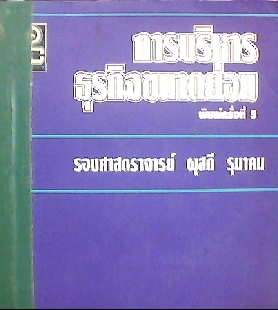 การบริหาร
ธุรกิจขนาดย่อม
พิมพ์ครั้งที่ 5
รองศาสตราจารย์ ผุสดี รุมาคม